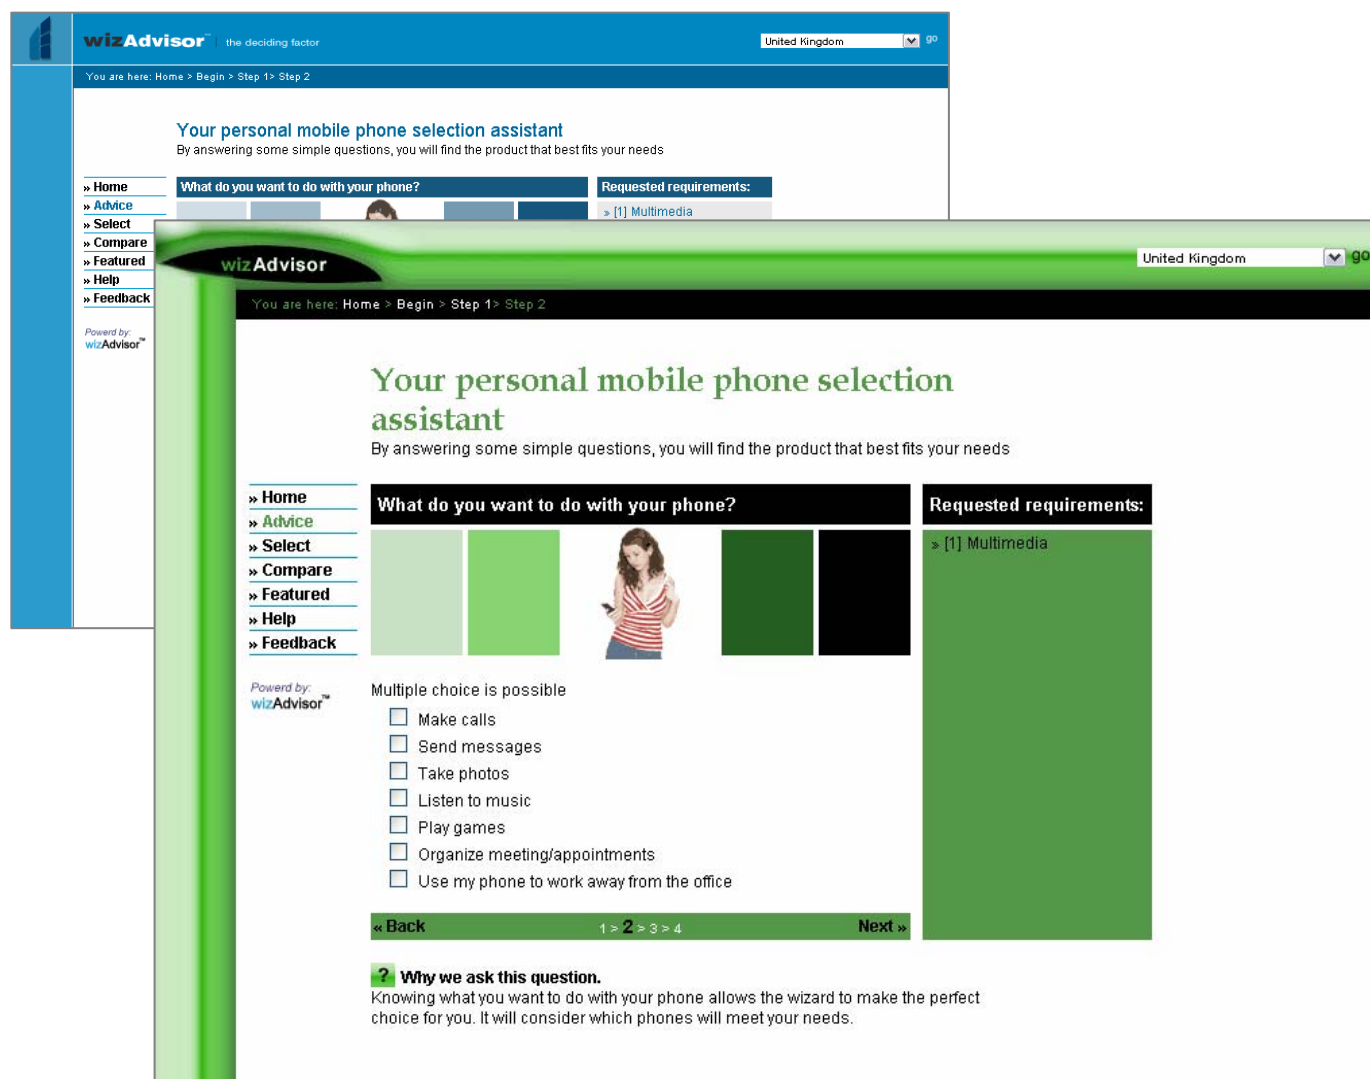 wizAdvisor™ | the deciding factor
United Kingdom
go
You are here: Home > Begin > Step 1> Step 2
Your personal mobile phone selection assistant
By answering some simple questions, you will find the product that best fits your needs
» Home
» Advice
» Select
» Compare
» Featured
» Help
» Feedback
Powerd by:
wizAdvisor™
What do you want to do with your phone?
Requested requirements:
» [1] Multimedia
wizAdvisor
United Kingdom
go
You are here: Home > Begin > Step 1> Step 2
Your personal mobile phone selection
assistant
By answering some simple questions, you will find the product that best fits your needs
» Home
» Advice
» Select
» Compare
» Featured
» Help
» Feedback
Powerd by:
wizAdvisor™
What do you want to do with your phone?
Multiple choice is possible
Make calls
Send messages
Take photos
Listen to music
Play games
Organize meeting/appointments
Use my phone to work away from the office
« Back 1 > 2 > 3 > 4 Next »
Requested requirements:
» [1] Multimedia
? Why we ask this question.
Knowing what you want to do with your phone allows the wizard to make the perfect
choice for you. It will consider which phones will meet your needs.